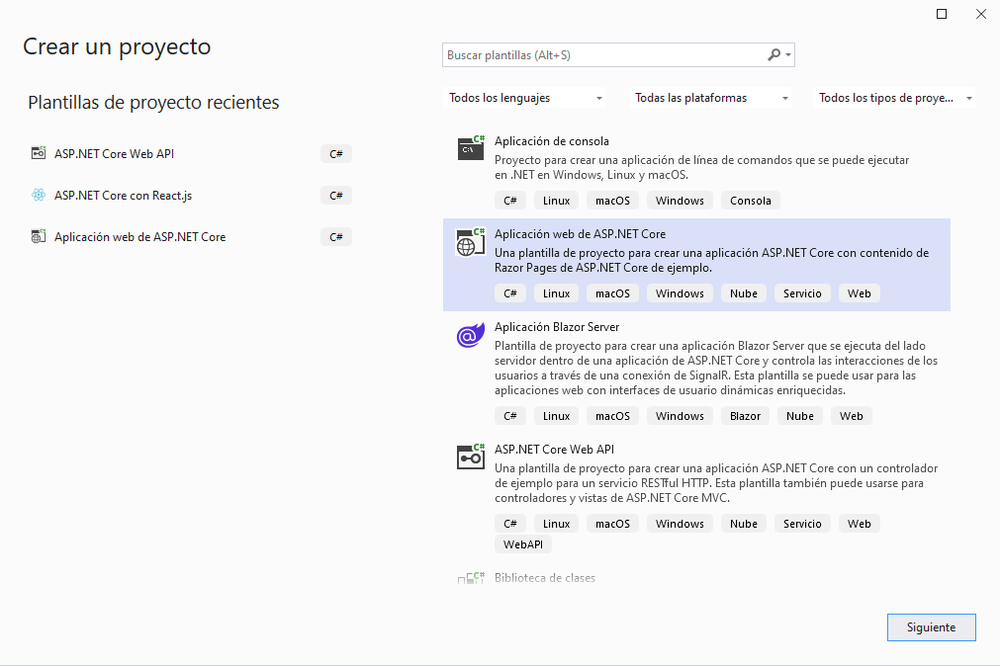 Crear un proyecto
Buscar plantillas (Alt+S)
Plantillas de proyecto recientes
Todos los lenguajes
Todas las plataformas
Todos los tipos de proye...
ASP.NET Core Web API
C#
ASP.NET Core con React.js
C#
Aplicación web de ASP.NET Core
C#
C#
C:\
Aplicación de consola
Proyecto para crear una aplicación de línea de comandos que se puede ejecutar
en .NET en Windows, Linux y macOS.
C# Linux macOS Windows Consola
C#
Aplicación web de ASP.NET Core
Una plantilla de proyecto para crear una aplicación ASP.NET Core con contenido de
Razor Pages de ASP.NET Core de ejemplo.
C# Linux macOS Windows Nube Servicio Web
Aplicación Blazor Server
Plantilla de proyecto para crear una aplicación Blazor Server que se ejecuta del lado
servidor dentro de una aplicación de ASP.NET Core y controla las interacciones de los
usuarios a través de una conexión de SignalR. Esta plantilla se puede usar para las
aplicaciones web con interfaces de usuario dinámicas enriquecidas.
C# Linux macOS Windows Blazor Nube Web
C#
ASP.NET Core Web API
Una plantilla de proyecto para crear una aplicación ASP.NET Core con un controlador
de ejemplo para un servicio RESTful HTTP. Esta plantilla también puede usarse para
controladores y vistas de ASP.NET Core MVC.
C# Linux macOS Windows Nube Servicio Web
WebAPI
C#
Biblioteca de clases
Siguiente